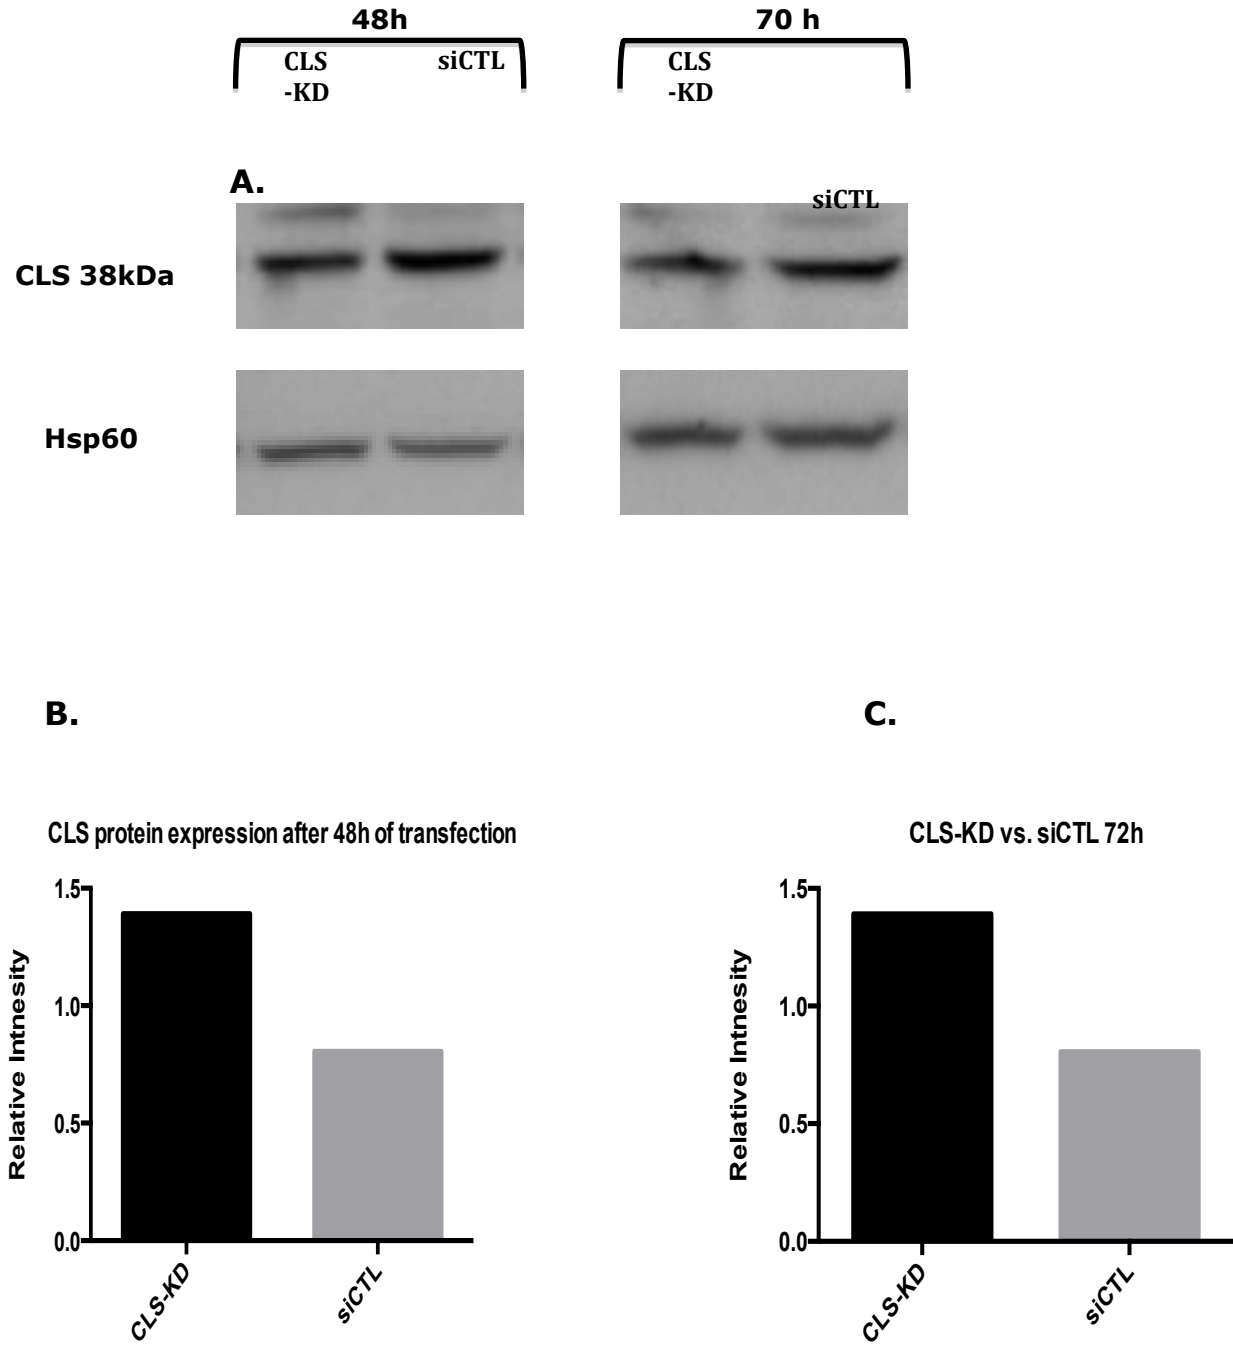 48h
70 h
CLS
-KD
siCTL
CLS
-KD
A.
siCTL
CLS 38kDa
Hsp60
B.
C.
CLS protein expression after 48h of transfection
CLS-KD vs. siCTL 72h
Relative Intnesity
1.5
1.0
0.5
0.0
CLS-KD
siCTL
Relative Intnesity
1.5
1.0
0.5
0.0
CLS-KD
siCTL